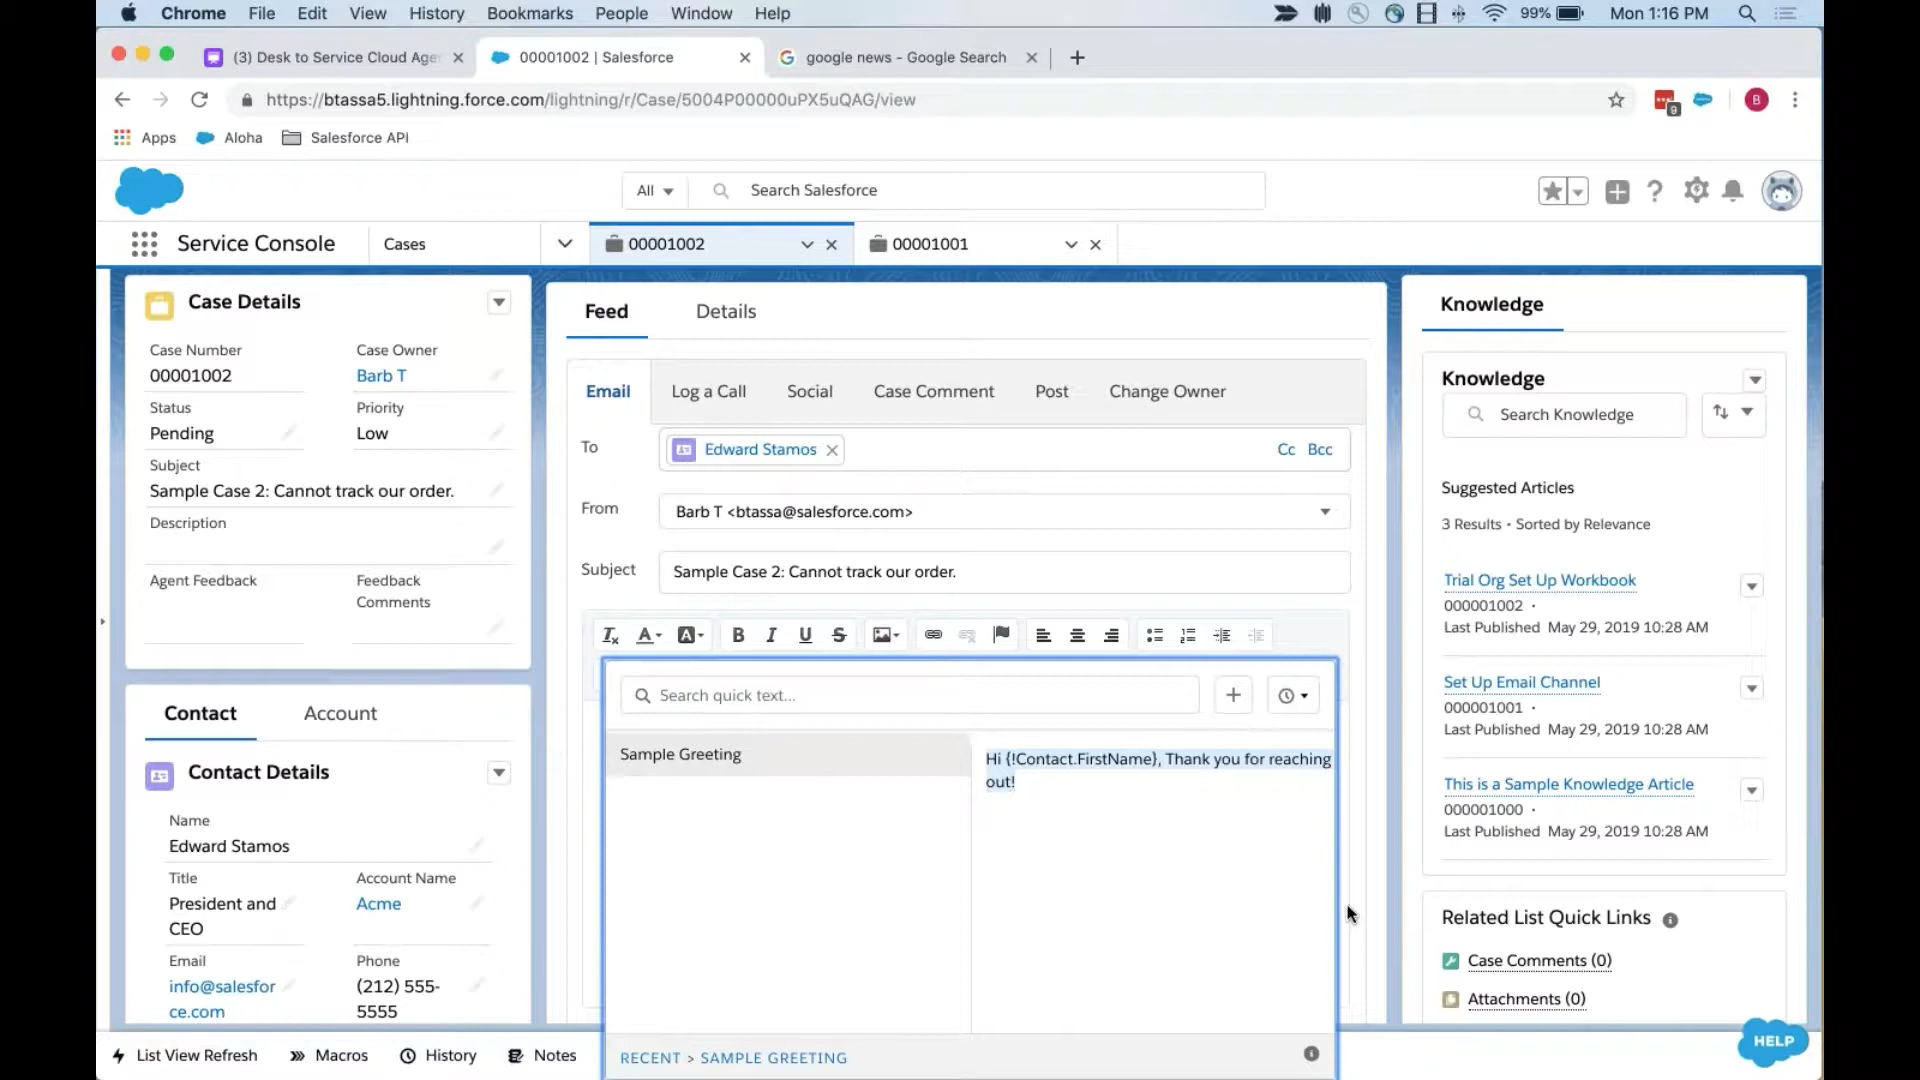 Chrome File Edit View History Bookmarks People Window Help 99% Mon 1:16 PM
(3) Desk to Service Cloud Age
00001002 | Salesforce
google news - Google Search
https://btassa5.lightning.force.com/lightning/r/Case/5004P00000uPX5uQAG/view
9
B
Apps Aloha Salesforce API
All Search Salesforce
Service Console Cases 00001002 00001001
Case Details
Case Number
00001002
Case Owner
Barb T
Status
Pending
Priority
Low
Subject
Sample Case 2: Cannot track our order.
Description
Agent Feedback
Feedback
Comments
Contact Account
Contact Details
Name
Edward Stamos
Title
President and
CEO
Account Name
Acme
Email
info@salesfor
ce.com
Phone
(212) 555-
5555
Feed Details
Email Log a Call Social Case Comment Post Change Owner
To Edward Stamos Cc Bcc
From Barb T <btassa@salesforce.com>
Subject Sample Case 2: Cannot track our order.
Search quick text...
Sample Greeting
Hi {!Contact.FirstName}, Thank you for reaching
out!
RECENT > SAMPLE GREETING
Knowledge
Knowledge
Search Knowledge
Suggested Articles
3 Results • Sorted by Relevance
Trial Org Set Up Workbook
000001002 •
Last Published May 29, 2019 10:28 AM
Set Up Email Channel
000001001 •
Last Published May 29, 2019 10:28 AM
This is a Sample Knowledge Article
000001000 •
Last Published May 29, 2019 10:28 AM
Related List Quick Links
Case Comments (0)
Attachments (0)
HELP
List View Refresh Macros History Notes